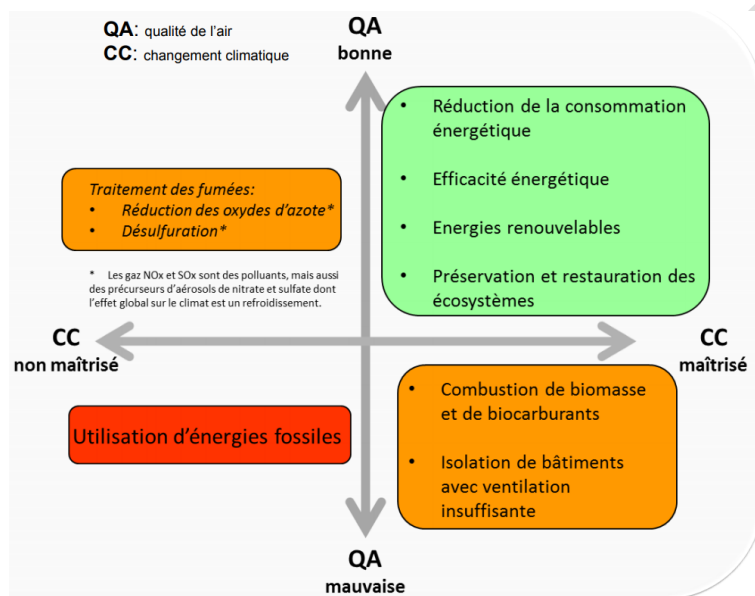 QA: qualité de l'air
CC: changement climatique
QA
bonne
• Réduction de la consommation
énergétique
• Efficacité énergétique
• Energies renouvelables
• Préservation et restauration des
écosystèmes
Traitement des fumées:
• Réduction des oxydes d'azote*
• Désulfuration*
* Les gaz NOx et SOx sont des polluants, mais aussi
des précurseurs d'aérosols de nitrate et sulfate dont
l'effet global sur le climat est un refroidissement.
CC
non maîtrisé
CC
maîtrisé
Utilisation d'énergies fossiles
• Combustion de biomasse
et de biocarburants
• Isolation de bâtiments
avec ventilation
insuffisante
QA
mauvaise